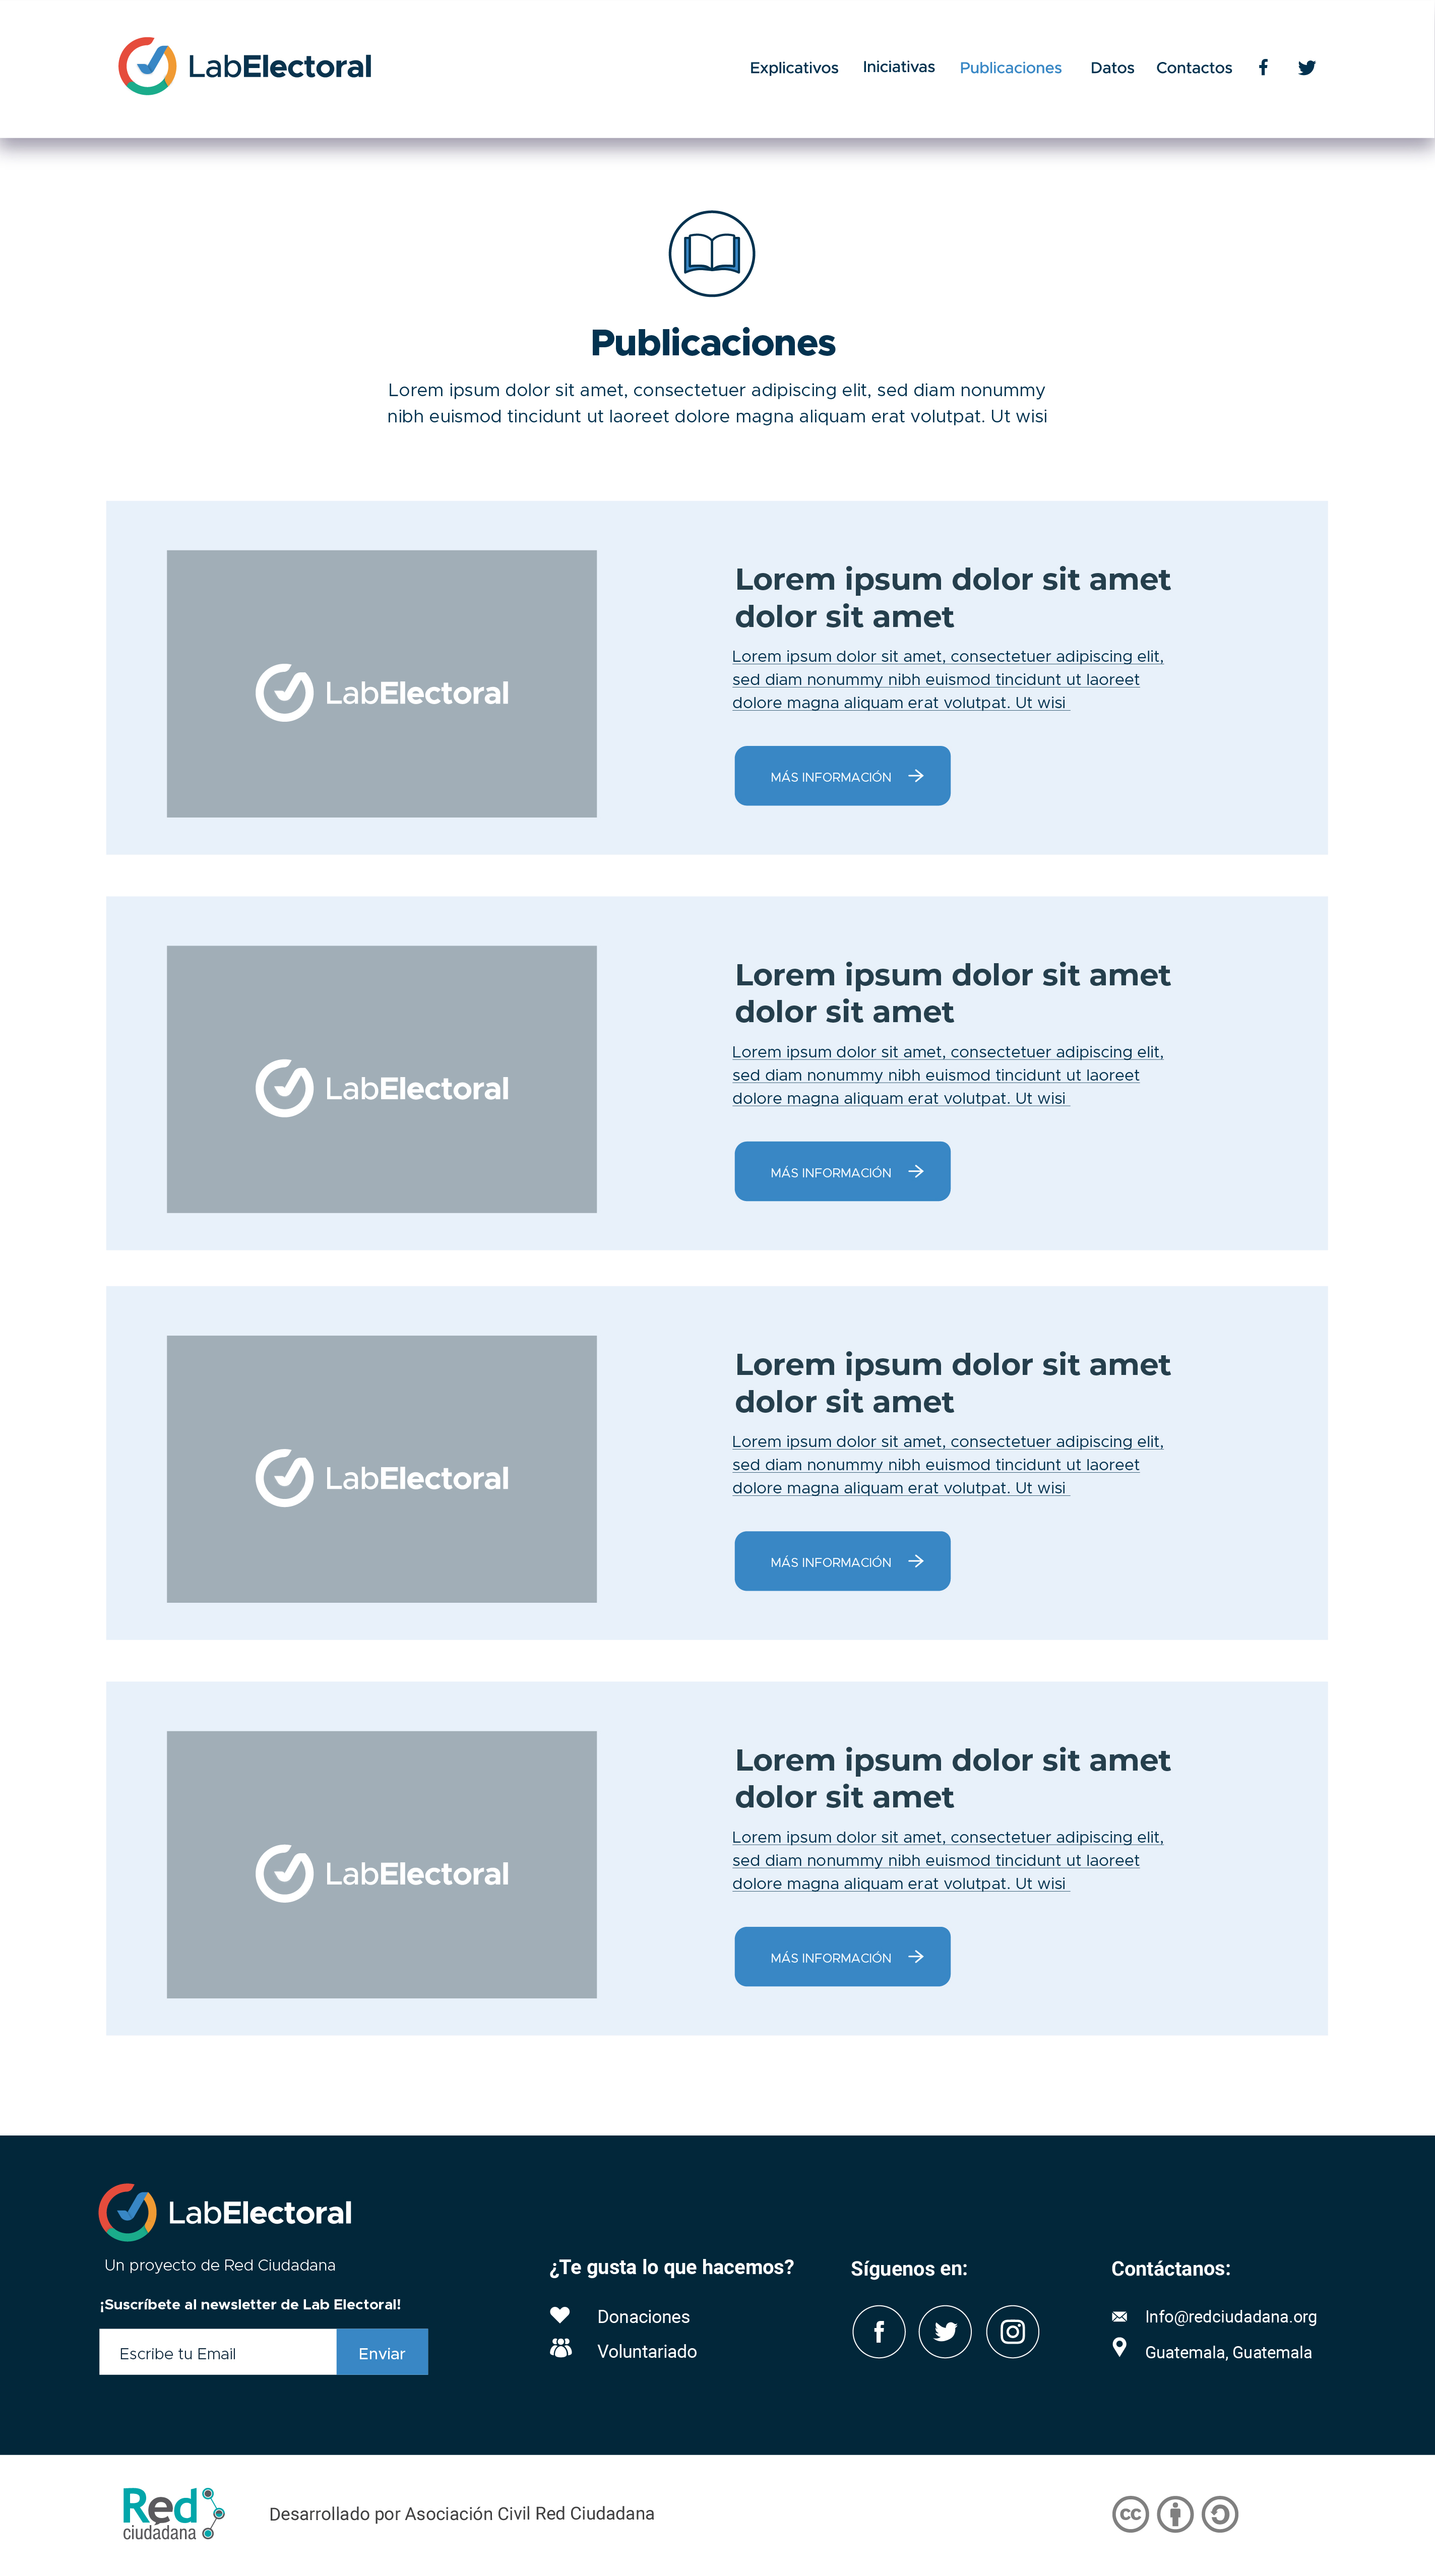 LabElectoral
Explicativos Iniciativas Publicaciones Datos Contactos
Publicaciones
Lorem ipsum dolor sit amet, consectetuer adipiscing elit, sed diam nonummy
nibh euismod tincidunt ut laoreet dolore magna aliquam erat volutpat. Ut wisi
LabElectoral
Lorem ipsum dolor sit amet
dolor sit amet
Lorem ipsum dolor sit amet, consectetuer adipiscing elit,
sed diam nonummy nibh euismod tincidunt ut laoreet
dolore magna aliquam erat volutpat. Ut wisi
MÁS INFORMACIÓN
LabElectoral
Lorem ipsum dolor sit amet
dolor sit amet
Lorem ipsum dolor sit amet, consectetuer adipiscing elit,
sed diam nonummy nibh euismod tincidunt ut laoreet
dolore magna aliquam erat volutpat. Ut wisi
MÁS INFORMACIÓN
LabElectoral
Lorem ipsum dolor sit amet
dolor sit amet
Lorem ipsum dolor sit amet, consectetuer adipiscing elit,
sed diam nonummy nibh euismod tincidunt ut laoreet
dolore magna aliquam erat volutpat. Ut wisi
MÁS INFORMACIÓN
LabElectoral
Lorem ipsum dolor sit amet
dolor sit amet
Lorem ipsum dolor sit amet, consectetuer adipiscing elit,
sed diam nonummy nibh euismod tincidunt ut laoreet
dolore magna aliquam erat volutpat. Ut wisi
MÁS INFORMACIÓN
LabElectoral
Un proyecto de Red Ciudadana
¡Suscríbete al newsletter de Lab Electoral!
Escribe tu Email
Enviar
¿Te gusta lo que hacemos?
Donaciones
Voluntariado
Síguenos en:
Contáctanos:
Info@redciudadana.org
Guatemala, Guatemala
Red
ciudadana
Desarrollado por Asociación Civil Red Ciudadana
cc